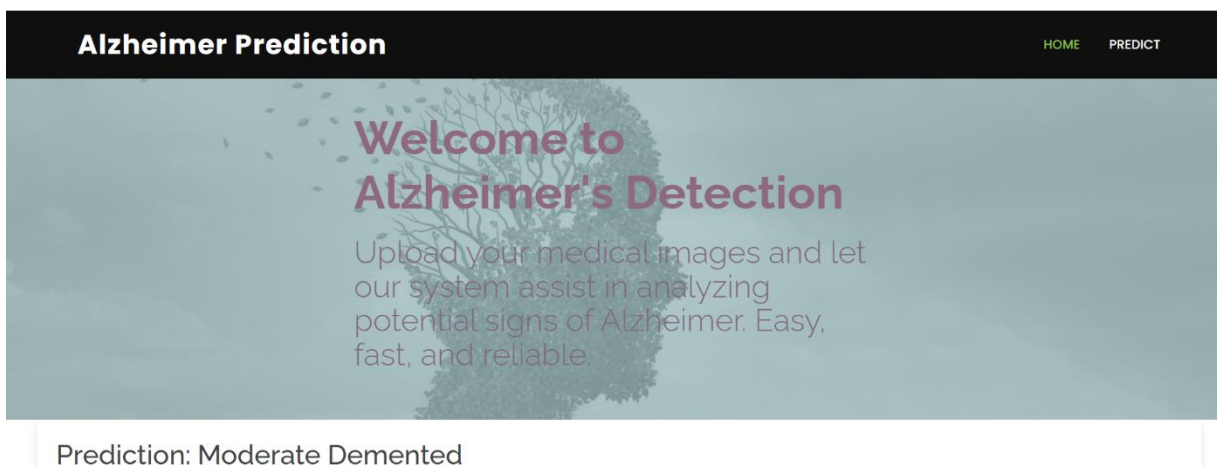 Alzheimer Prediction
HOME PREDICT
Welcome to
Alzheimer's Detection
Upload your medical images and let
our system assist in analyzing
potential signs of Alzheimer. Easy,
fast, and reliable.
Prediction: Moderate Demented